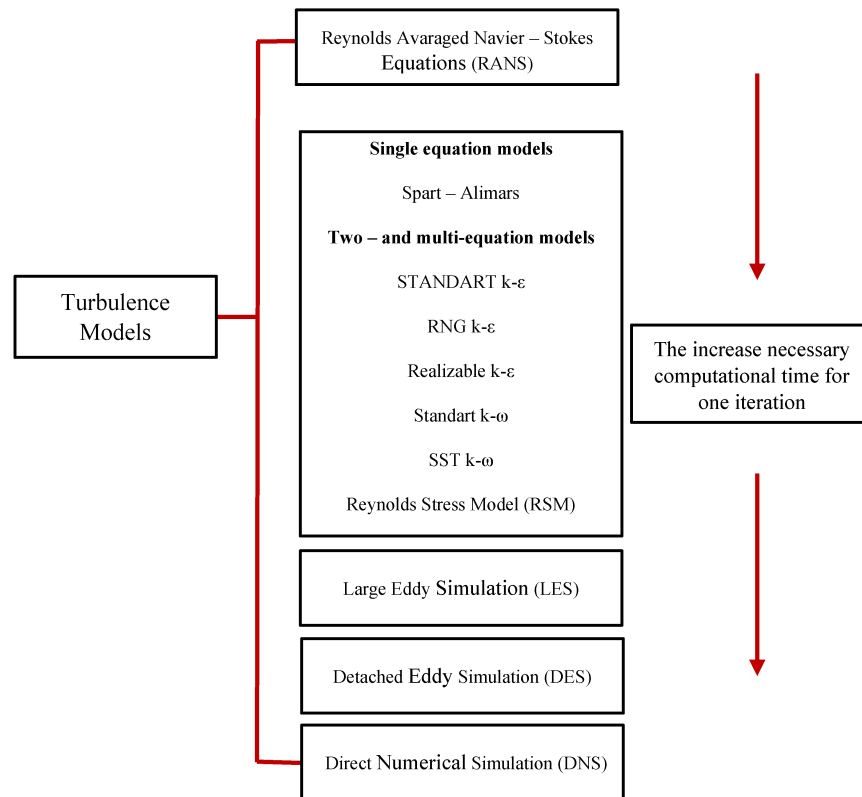 Reynolds Avaraged Navier – Stokes
Equations (RANS)
Single equation models
Spart – Alimars
Two – and multi-equation models
STANDART k-ε
RNG k-ε
Realizable k-ε
Standart k-ω
SST k-ω
Reynolds Stress Model (RSM)
Turbulence
Models
The increase necessary
computational time for
one iteration
Large Eddy Simulation (LES)
Detached Eddy Simulation (DES)
Direct Numerical Simulation (DNS)